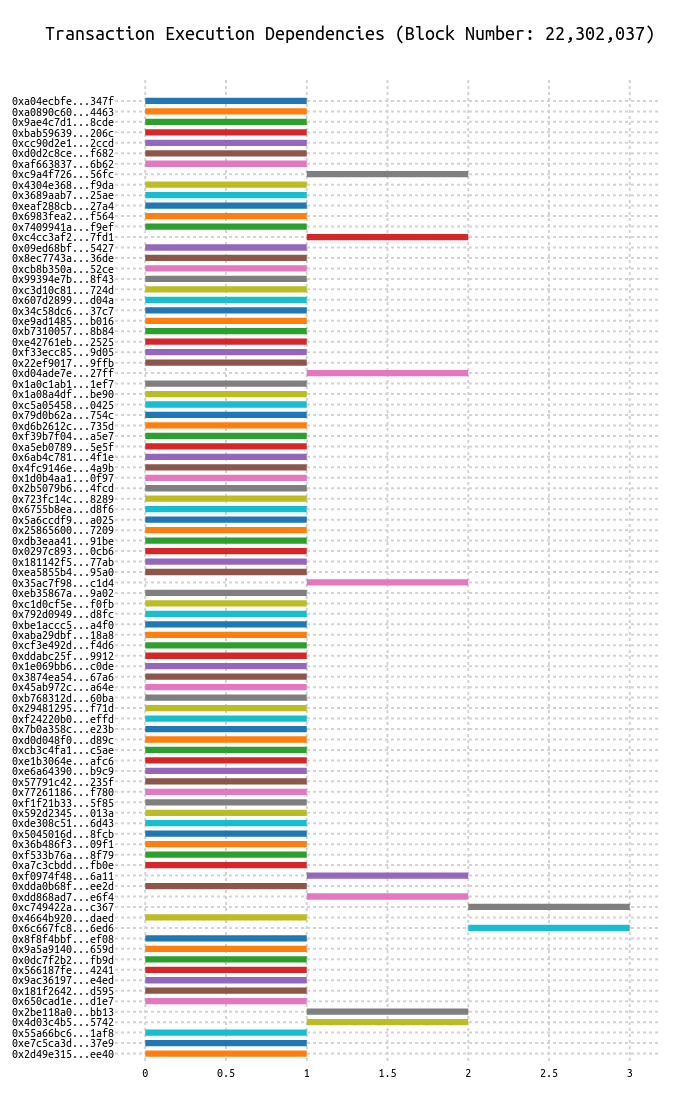 Transaction Execution Dependencies (Block Number: 22,302,037)
0xa04ecbfe...347f
0xa0890c60...4463
0x9ae4c7d1...8cde
0xbab59639...206c
0xcc90d2e1...2ccd
0xd0d2c8ce...f682
0xaf663837...6b62
0xc9a4f726...56fc
0x4304e368...f9da
0x3689aab7...25ae
0xeaf288cb...27a4
0x6983fea2...f564
0x7409941a...f9ef
0xc4cc3af2...7fd1
0x09ed68bf...5427
0x8ec7743a...36de
0xcb8b350a...52ce
0x99394e7b...8f43
0xc3d10c81...724d
0x607d2899...d04a
0x34c58dc6...37c7
0xe9ad1485...b016
0xb7310057...8b84
0xe42761eb...2525
0xf33ecc85...9d05
0x22ef9017...9ffb
0xd04ade7e...27ff
0x1a0c1ab1...1ef7
0x1a08a4df...be90
0xc5a05458...0425
0x79d0b62a...754c
0xd6b2612c...735d
0xf39b7f04...a5e7
0xa5eb0789...5e5f
0x6ab4c781...4f1e
0x4fc9146e...4a9b
0x1d0b4aa1...0f97
0x2b5079b6...4fcd
0x723fc14c...8289
0x6755b8ea...d8f6
0x5a6ccdf9...a025
0x25865600...7209
0xdb3eaa41...91be
0x0297c893...0cb6
0x181142f5...77ab
0xea5855b4...95a0
0x35ac7f98...c1d4
0xeb35867a...9a02
0xc1d0cf5e...f0fb
0x792d0949...d8fc
0xbe1accc5...a4f0
0xaba29dbf...18a8
0xcf3e492d...f4d6
0xddabc25f...9912
0x1e069bb6...c0de
0x3874ea54...67a6
0x45ab972c...a64e
0xb768312d...60ba
0x29481295...f71d
0xf24220b0...effd
0x7b0a358c...e23b
0xd0d048f0...d89c
0xcb3c4fa1...c5ae
0xe1b3064e...afc6
0xe6a64390...b9c9
0x57791c42...235f
0x77261186...f780
0xf1f21b33...5f85
0x592d2345...013a
0xde308c51...6d43
0x5045016d...8fcb
0x36b486f3...09f1
0xf533b76a...8f79
0xa7c3cbdd...fb0e
0xf0974f48...6a11
0xdda0b68f...ee2d
0xdd868ad7...e6f4
0xc749422a...c367
0x4664b920...daed
0x6c667fc8...6ed6
0x8f8f4bbf...ef08
0x9a5a9140...659d
0x0dc7f2b2...fb9d
0x566187fe...4241
0x9ac36197...e4ed
0x181f2642...d595
0x650cad1e...d1e7
0x2be118a0...bb13
0x4d03c4b5...5742
0x55a66bc6...1af8
0xe7c5ca3d...37e9
0x2d49e315...ee40
0 0.5 1 1.5 2 2.5 3